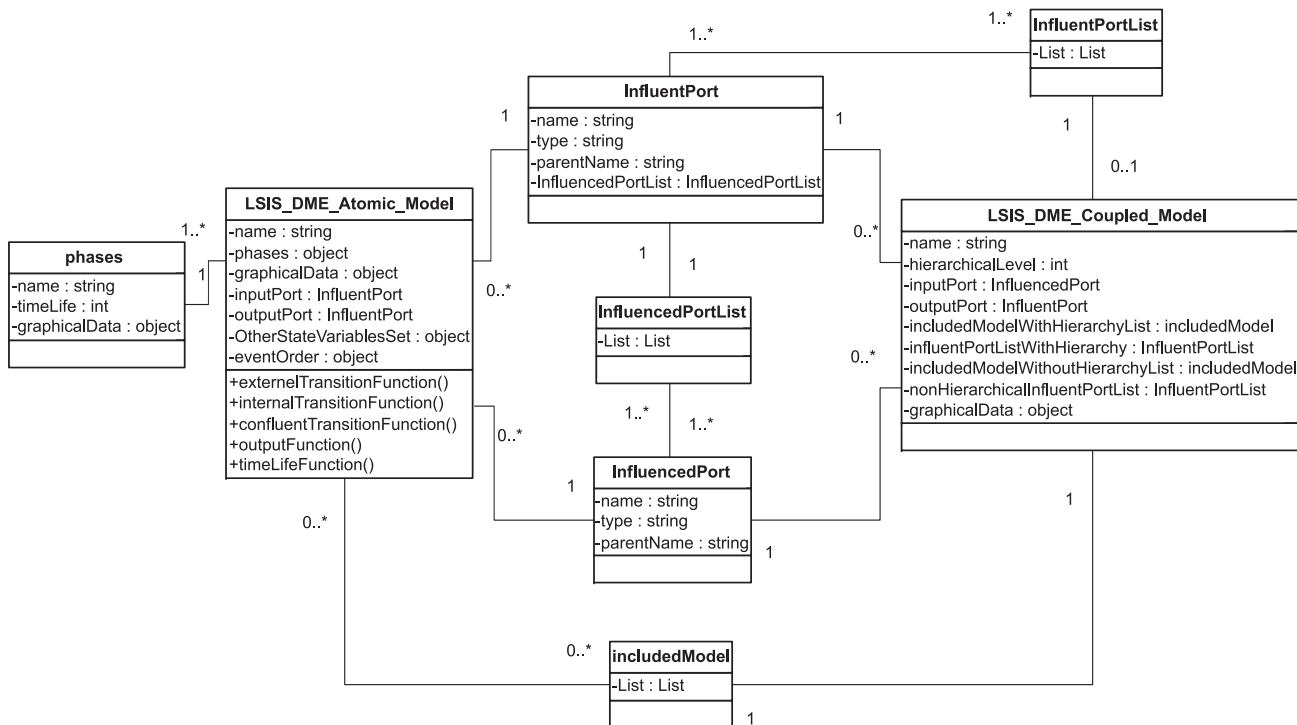 1..*
1..*
InfluentPortList
-List : List
InfluentPort
-name : string
-type : string
-parentName : string
-InfluencedPortList : InfluencedPortList
1
1
1
0..1
LSIS_DME_Atomic_Model
-name : string
-phases : object
-graphicalData : object
-inputPort : InfluentPort
-outputPort : InfluentPort
-OtherStateVariablesSet : object
-eventOrder : object
+externelTransitionFunction()
+internalTransitionFunction()
+confluentTransitionFunction()
+outputFunction()
+timeLifeFunction()
1..*
1
phases
-name : string
-timeLife : int
-graphicalData : object
0..*
0..*
1
1
InfluencedPortList
-List : List
LSIS_DME_Coupled_Model
-name : string
-hierarchicalLevel : int
-inputPort : InfluencedPort
-outputPort : InfluentPort
-includedModelWithHierarchyList : includedModel
-influentPortListWithHierarchy : InfluentPortList
-includedModelWithoutHierarchyList : includedModel
-nonHierarchicalInfluentPortList : InfluentPortList
-graphicalData : object
0..*
1..*
1..*
0..*
InfluencedPort
-name : string
-type : string
-parentName : string
1
1
1
0..*
0..*
includedModel
-List : List
1